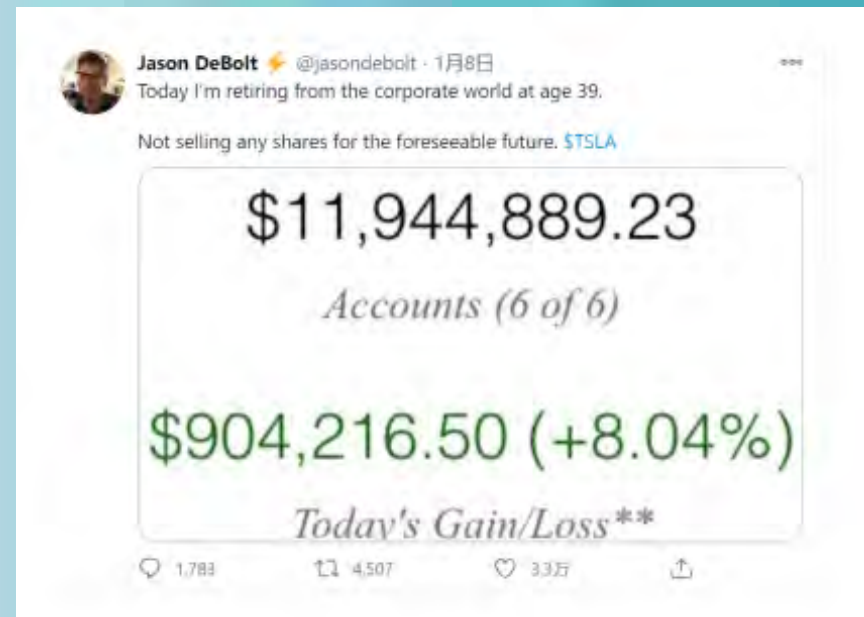 Jason DeBolt ⚡ @jasondebolt · 1月8日
Today I'm retiring from the corporate world at age 39.
Not selling any shares for the foreseeable future. $TSLA
$11,944,889.23
Accounts (6 of 6)
$904,216.50 (+8.04%)
Today's Gain/Loss**
1,783 4,507 3.3万